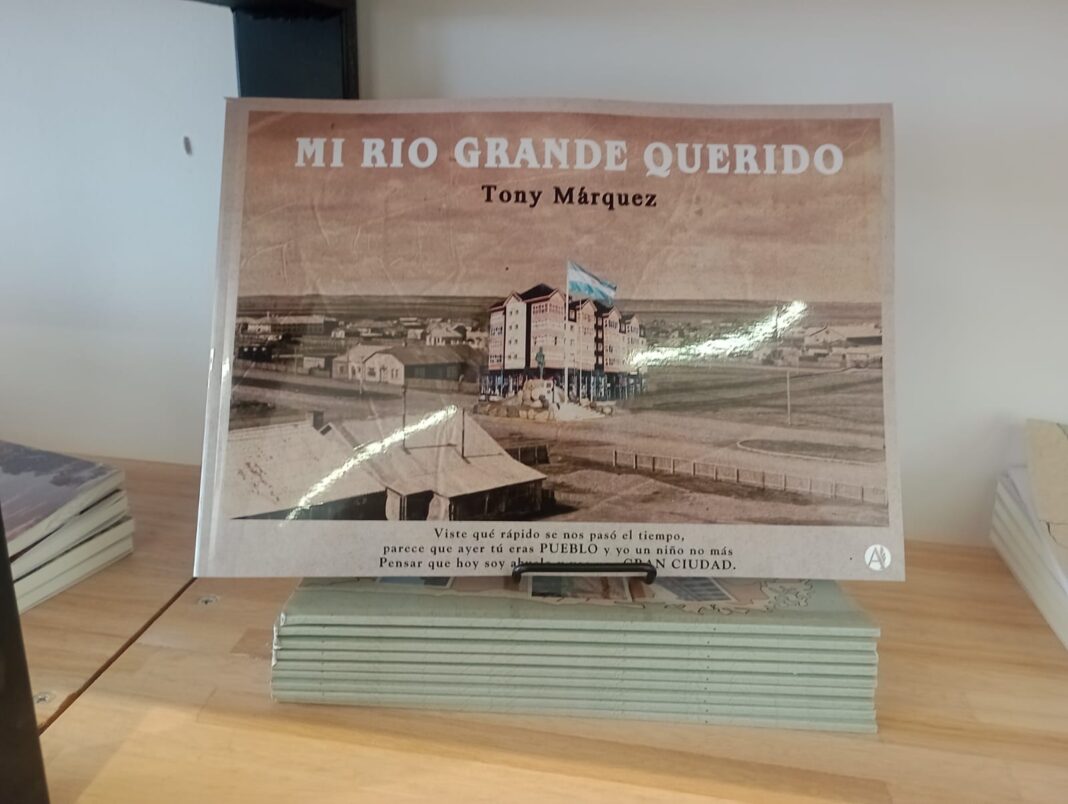 MI RIO GRANDE QUERIDO
Tony Márquez
Viste qué rápido se nos pasó el tiempo,
parece que ayer tú eras PUEBLO y yo un niño no más
Pensar que hoy soy GRAN CIUDAD.
A